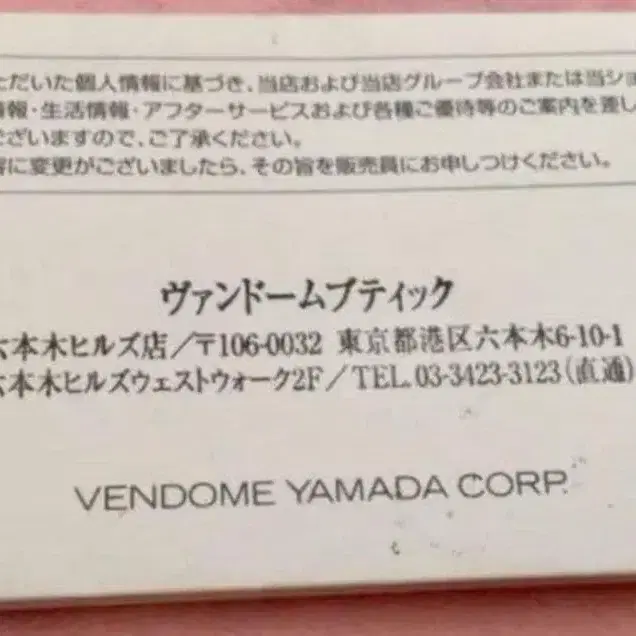 ただいた個人情報に基づき、当店および当店グループ会社または当ショ
情報・生活情報・アフターサービスおよび各種ご優待等のご案内を差し
ございますので、ご了承ください。
容に変更がございましたら、その旨を販売員にお申しつけください。
ヴァンドームブティック
六本木ヒルズ店/〒106-0032 東京都港区六本木6-10-1
六本木ヒルズウェストウォーク2F/TEL.03-3423-3123(直通)
VENDOME YAMADA CORP.